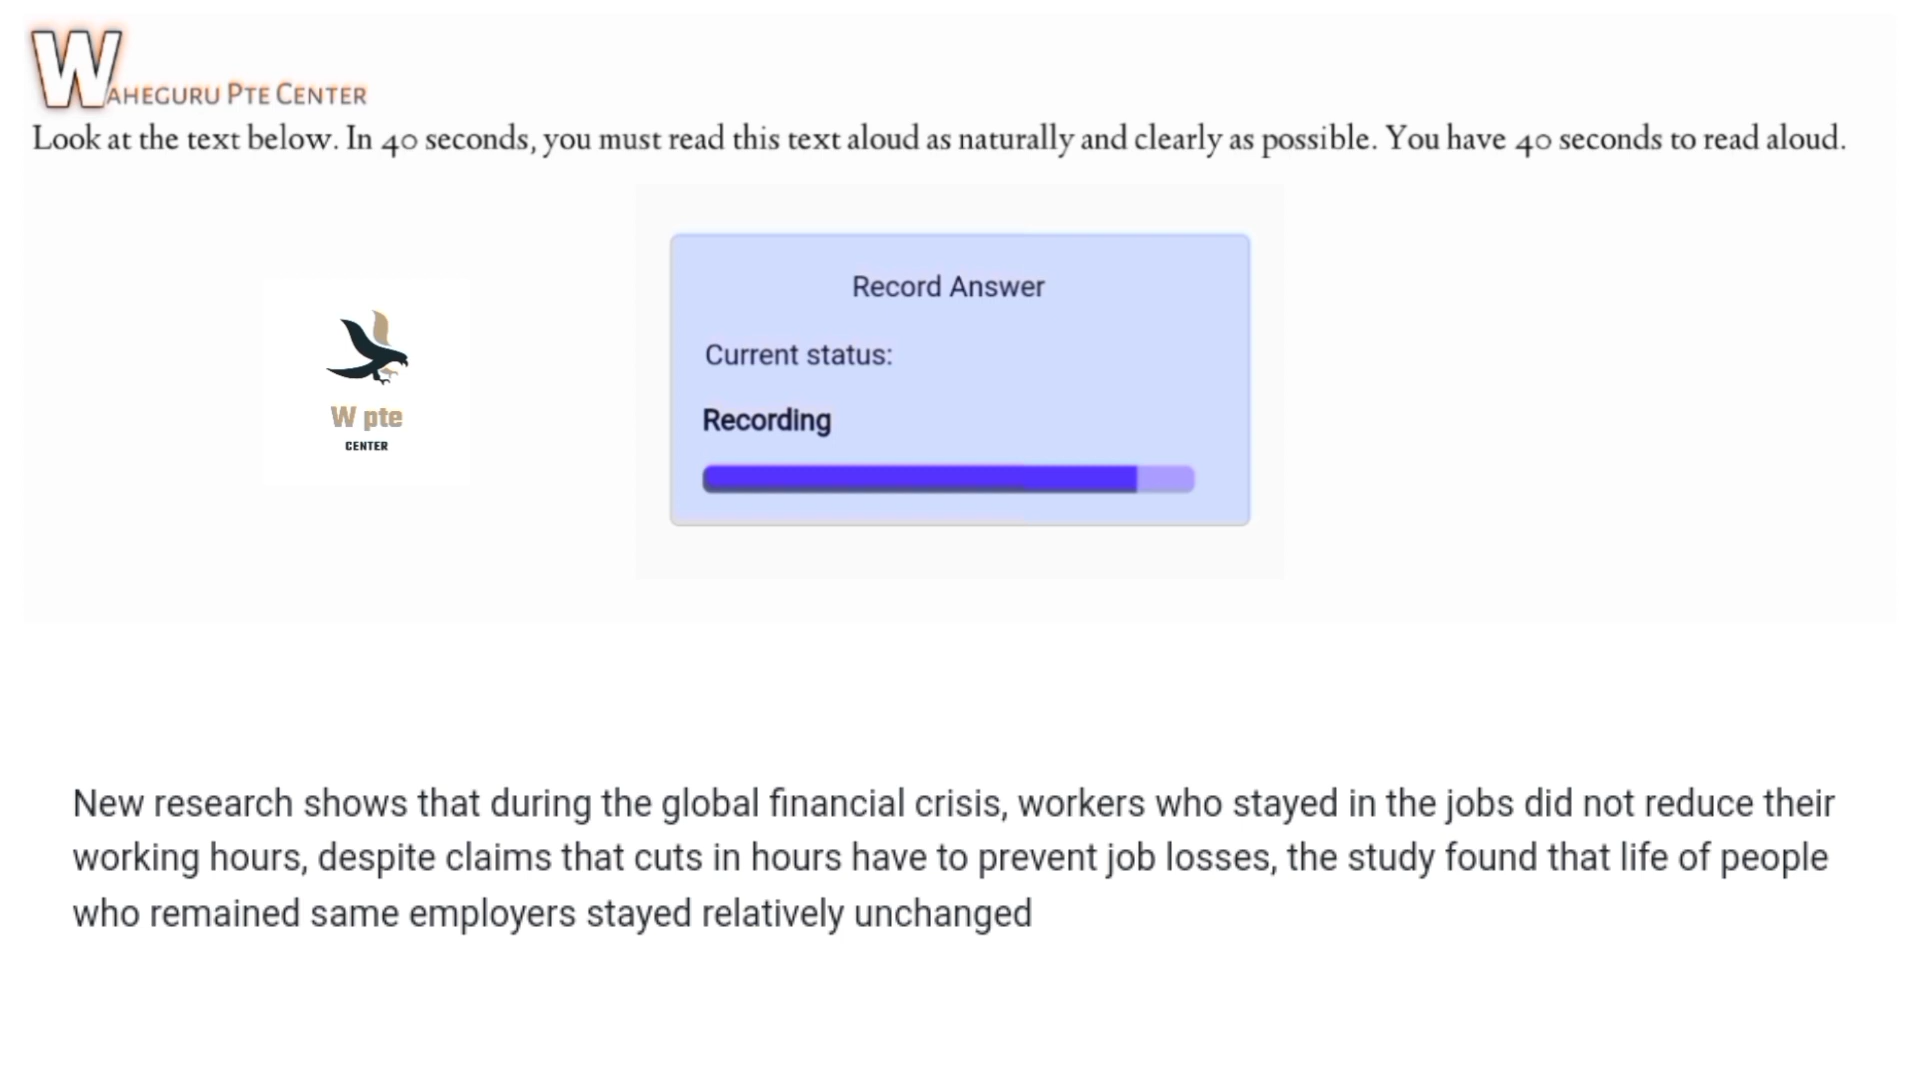 WAHEGURU PTE CENTER
Look at the text below. In 40 seconds, you must read this text aloud as naturally and clearly as possible. You have 40 seconds to read aloud.
Record Answer
Current status:
Recording
W pte
CENTER
New research shows that during the global financial crisis, workers who stayed in the jobs did not reduce their
working hours, despite claims that cuts in hours have to prevent job losses, the study found that life of people
who remained same employers stayed relatively unchanged